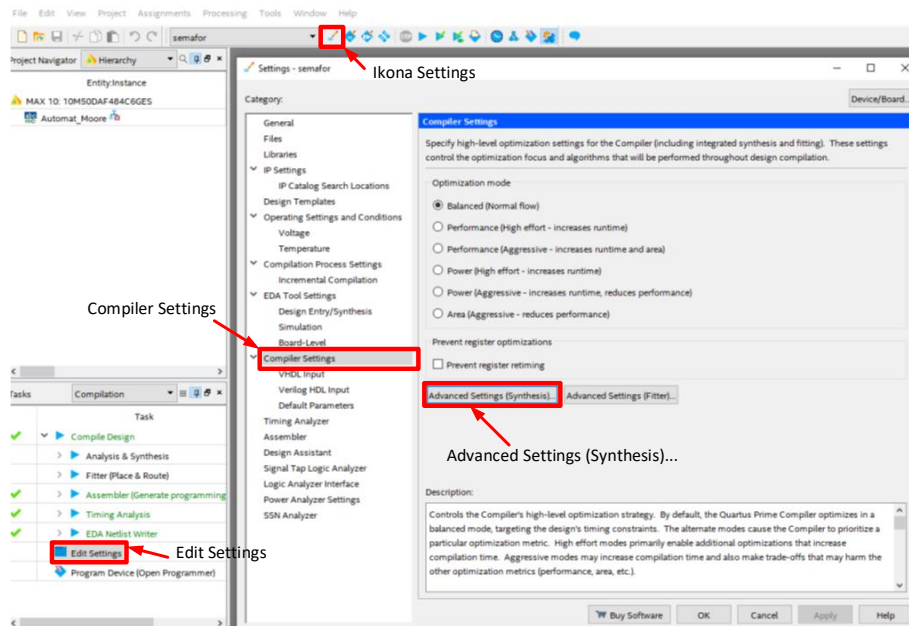 File Edit View Project Assignments Processing Tools Window Help
semafor
Project Navigator Hierarchy
Settings - semafor
Ikona Settings
Entity:Instance
MAX 10: 10M50DAF484C6GES
Automat_Moore
Category:
Device/Board...
General
Files
Libraries
IP Settings
IP Catalog Search Locations
Design Templates
Operating Settings and Conditions
Voltage
Temperature
Compilation Process Settings
Incremental Compilation
EDA Tool Settings
Design Entry/Synthesis
Simulation
Board-Level
Compiler Settings
VHDL Input
Verilog HDL Input
Default Parameters
Timing Analyzer
Assembler
Design Assistant
Signal Tap Logic Analyzer
Logic Analyzer Interface
Power Analyzer Settings
SSN Analyzer
Compiler Settings
Compiler Settings
Specify high-level optimization settings for the Compiler (including integrated synthesis and fitting). These settings
control the optimization focus and algorithms that will be performed throughout design compilation.
Optimization mode
Balanced (Normal flow)
Performance (High effort - increases runtime)
Performance (Aggressive - increases runtime and area)
Power (High effort - increases runtime)
Power (Aggressive - increases runtime, reduces performance)
Area (Aggressive - reduces performance)
Prevent register optimizations
Prevent register retiming
Advanced Settings (Synthesis)... Advanced Settings (Fitter)...
Advanced Settings (Synthesis)...
Description:
Controls the Compiler's high-level optimization strategy. By default, the Quartus Prime Compiler optimizes in a
balanced mode, targeting the design's timing constraints. The alternate modes cause the Compiler to prioritize a
particular optimization metric. High effort modes primarily enable additional optimizations that increase
compilation time. Aggressive modes may increase compilation time and also make trade-offs that may harm the
other optimization metrics (performance, area, etc.).
Tasks Compilation
Task
Compile Design
Analysis & Synthesis
Fitter (Place & Route)
Assembler (Generate programming
Timing Analysis
EDA Netlist Writer
Edit Settings
Edit Settings
Program Device (Open Programmer)
Buy Software OK Cancel Apply Help